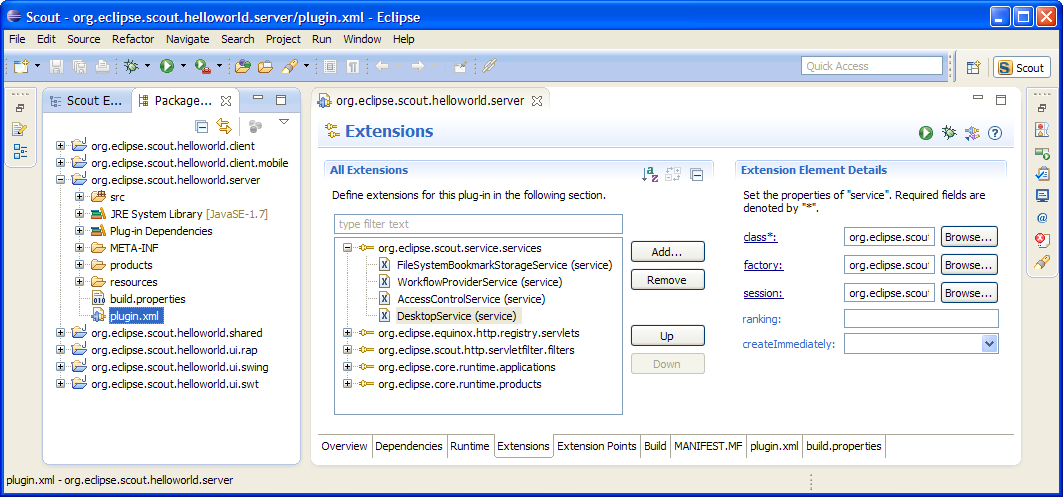 Scout - org.eclipse.scout.helloworld.server/plugin.xml - Eclipse
File Edit Source Refactor Navigate Search Project Run Window Help
Quick Access
Scout
Scout E...
Package...
org.eclipse.scout.helloworld.client
org.eclipse.scout.helloworld.client.mobile
org.eclipse.scout.helloworld.server
src
JRE System Library [JavaSE-1.7]
Plug-in Dependencies
META-INF
products
resources
build.properties
plugin.xml
org.eclipse.scout.helloworld.shared
org.eclipse.scout.helloworld.ui.rap
org.eclipse.scout.helloworld.ui.swing
org.eclipse.scout.helloworld.ui.swt
org.eclipse.scout.helloworld.server
Extensions
All Extensions
Define extensions for this plug-in in the following section.
type filter text
org.eclipse.scout.service.services
FileSystemBookmarkStorageService (service)
WorkflowProviderService (service)
AccessControlService (service)
DesktopService (service)
org.eclipse.equinox.http.registry.servlets
org.eclipse.scout.http.servletfilter.filters
org.eclipse.core.runtime.applications
org.eclipse.core.runtime.products
Add...
Remove
Up
Down
Extension Element Details
Set the properties of "service". Required fields are
denoted by "*".
class*: org.eclipse.scout Browse...
factory: org.eclipse.scout Browse...
session: org.eclipse.scout Browse...
ranking:
createImmediately:
Overview Dependencies Runtime Extensions Extension Points Build MANIFEST.MF plugin.xml build.properties
plugin.xml - org.eclipse.scout.helloworld.server